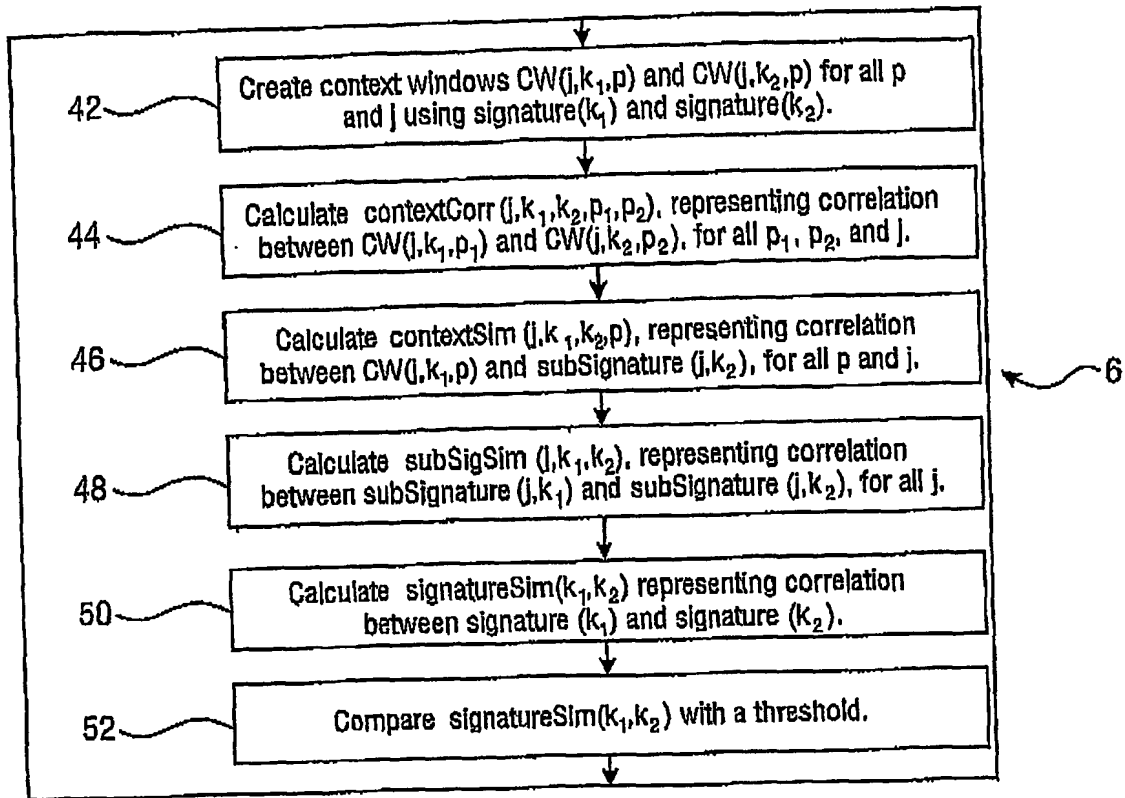 42
Create context windows CW(j,k₁,p) and CW(j,k₂,p) for all p
and j using signature(k₁) and signature(k₂).
44
Calculate contextCorr(j,k₁,k₂,p₁,p₂), representing correlation
between CW(j,k₁,p₁) and CW(j,k₂,p₂), for all p₁, p₂, and j.
46
Calculate contextSim (j,k₁,k₂,p), representing correlation
between CW(j,k₁,p) and subSignature (j,k₂), for all p and j.
6
48
Calculate subSigSim (j,k₁,k₂), representing correlation
between subSignature (j,k₁) and subSignature (j,k₂), for all j.
50
Calculate signatureSim(k₁,k₂) representing correlation
between signature (k₁) and signature (k₂).
52
Compare signatureSim(k₁,k₂) with a threshold.